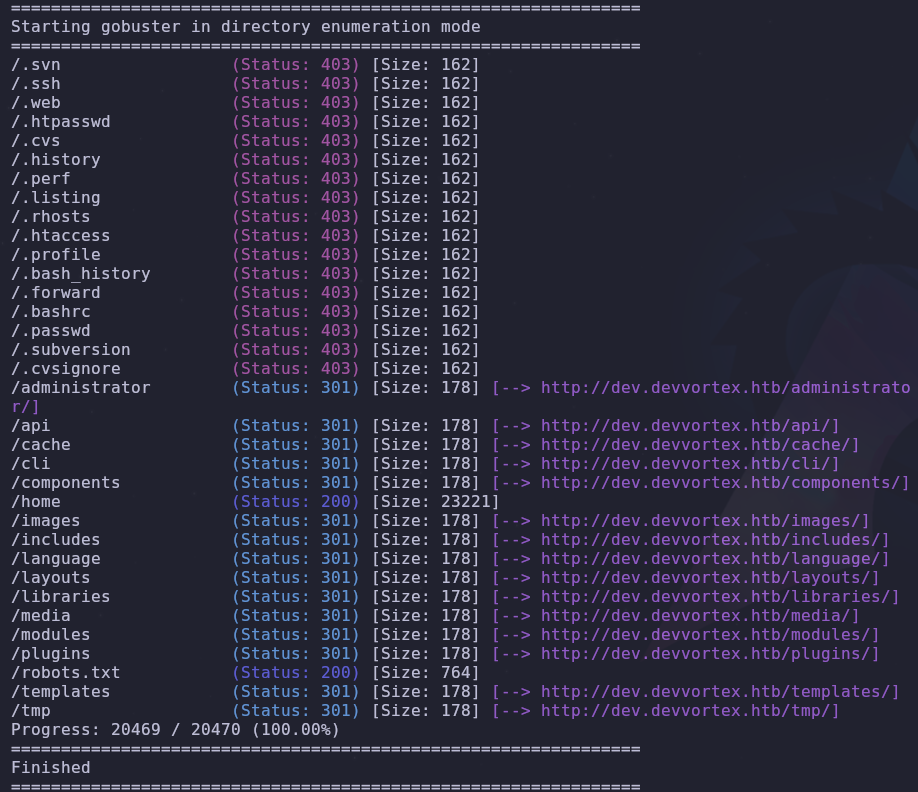 ===============================================================
Starting gobuster in directory enumeration mode
===============================================================
/.svn                 (Status: 403) [Size: 162]
/.ssh                 (Status: 403) [Size: 162]
/.web                 (Status: 403) [Size: 162]
/.htpasswd            (Status: 403) [Size: 162]
/.cvs                 (Status: 403) [Size: 162]
/.history             (Status: 403) [Size: 162]
/.perf                (Status: 403) [Size: 162]
/.listing             (Status: 403) [Size: 162]
/.rhosts              (Status: 403) [Size: 162]
/.htaccess            (Status: 403) [Size: 162]
/.profile             (Status: 403) [Size: 162]
/.bash_history        (Status: 403) [Size: 162]
/.forward             (Status: 403) [Size: 162]
/.bashrc              (Status: 403) [Size: 162]
/.passwd              (Status: 403) [Size: 162]
/.subversion          (Status: 403) [Size: 162]
/.cvsignore           (Status: 403) [Size: 162]
/administrator        (Status: 301) [Size: 178] [--> http://dev.devvortex.htb/administrato
r/]
/api                  (Status: 301) [Size: 178] [--> http://dev.devvortex.htb/api/]
/cache                (Status: 301) [Size: 178] [--> http://dev.devvortex.htb/cache/]
/cli                  (Status: 301) [Size: 178] [--> http://dev.devvortex.htb/cli/]
/components           (Status: 301) [Size: 178] [--> http://dev.devvortex.htb/components/]
/home                 (Status: 200) [Size: 23221]
/images               (Status: 301) [Size: 178] [--> http://dev.devvortex.htb/images/]
/includes             (Status: 301) [Size: 178] [--> http://dev.devvortex.htb/includes/]
/language             (Status: 301) [Size: 178] [--> http://dev.devvortex.htb/language/]
/layouts              (Status: 301) [Size: 178] [--> http://dev.devvortex.htb/layouts/]
/libraries            (Status: 301) [Size: 178] [--> http://dev.devvortex.htb/libraries/]
/media                (Status: 301) [Size: 178] [--> http://dev.devvortex.htb/media/]
/modules              (Status: 301) [Size: 178] [--> http://dev.devvortex.htb/modules/]
/plugins              (Status: 301) [Size: 178] [--> http://dev.devvortex.htb/plugins/]
/robots.txt           (Status: 200) [Size: 764]
/templates            (Status: 301) [Size: 178] [--> http://dev.devvortex.htb/templates/]
/tmp                  (Status: 301) [Size: 178] [--> http://dev.devvortex.htb/tmp/]
Progress: 20469 / 20470 (100.00%)
===============================================================
Finished
===============================================================